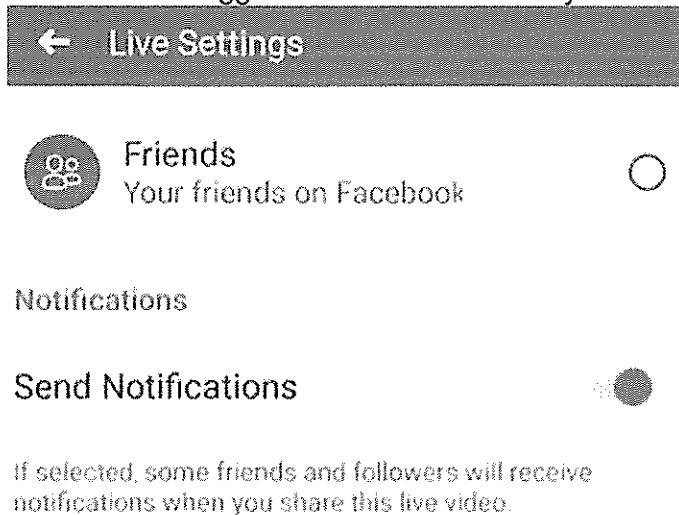 Live Settings
Friends
Your friends on Facebook
Notifications
Send Notifications
If selected, some friends and followers will receive
notifications when you share this live video.